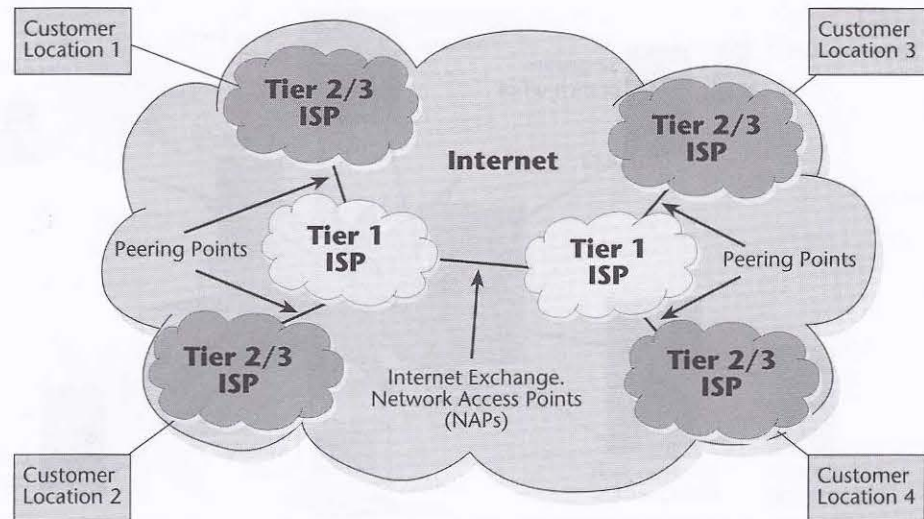 Customer
Location 1
Customer
Location 3
Tier 2/3
ISP
Tier 2/3
ISP
Internet
Tier 1
ISP
Tier 1
ISP
Peering Points
Peering Points
Tier 2/3
ISP
Tier 2/3
ISP
Internet Exchange.
Network Access Points
(NAPs)
Customer
Location 2
Customer
Location 4